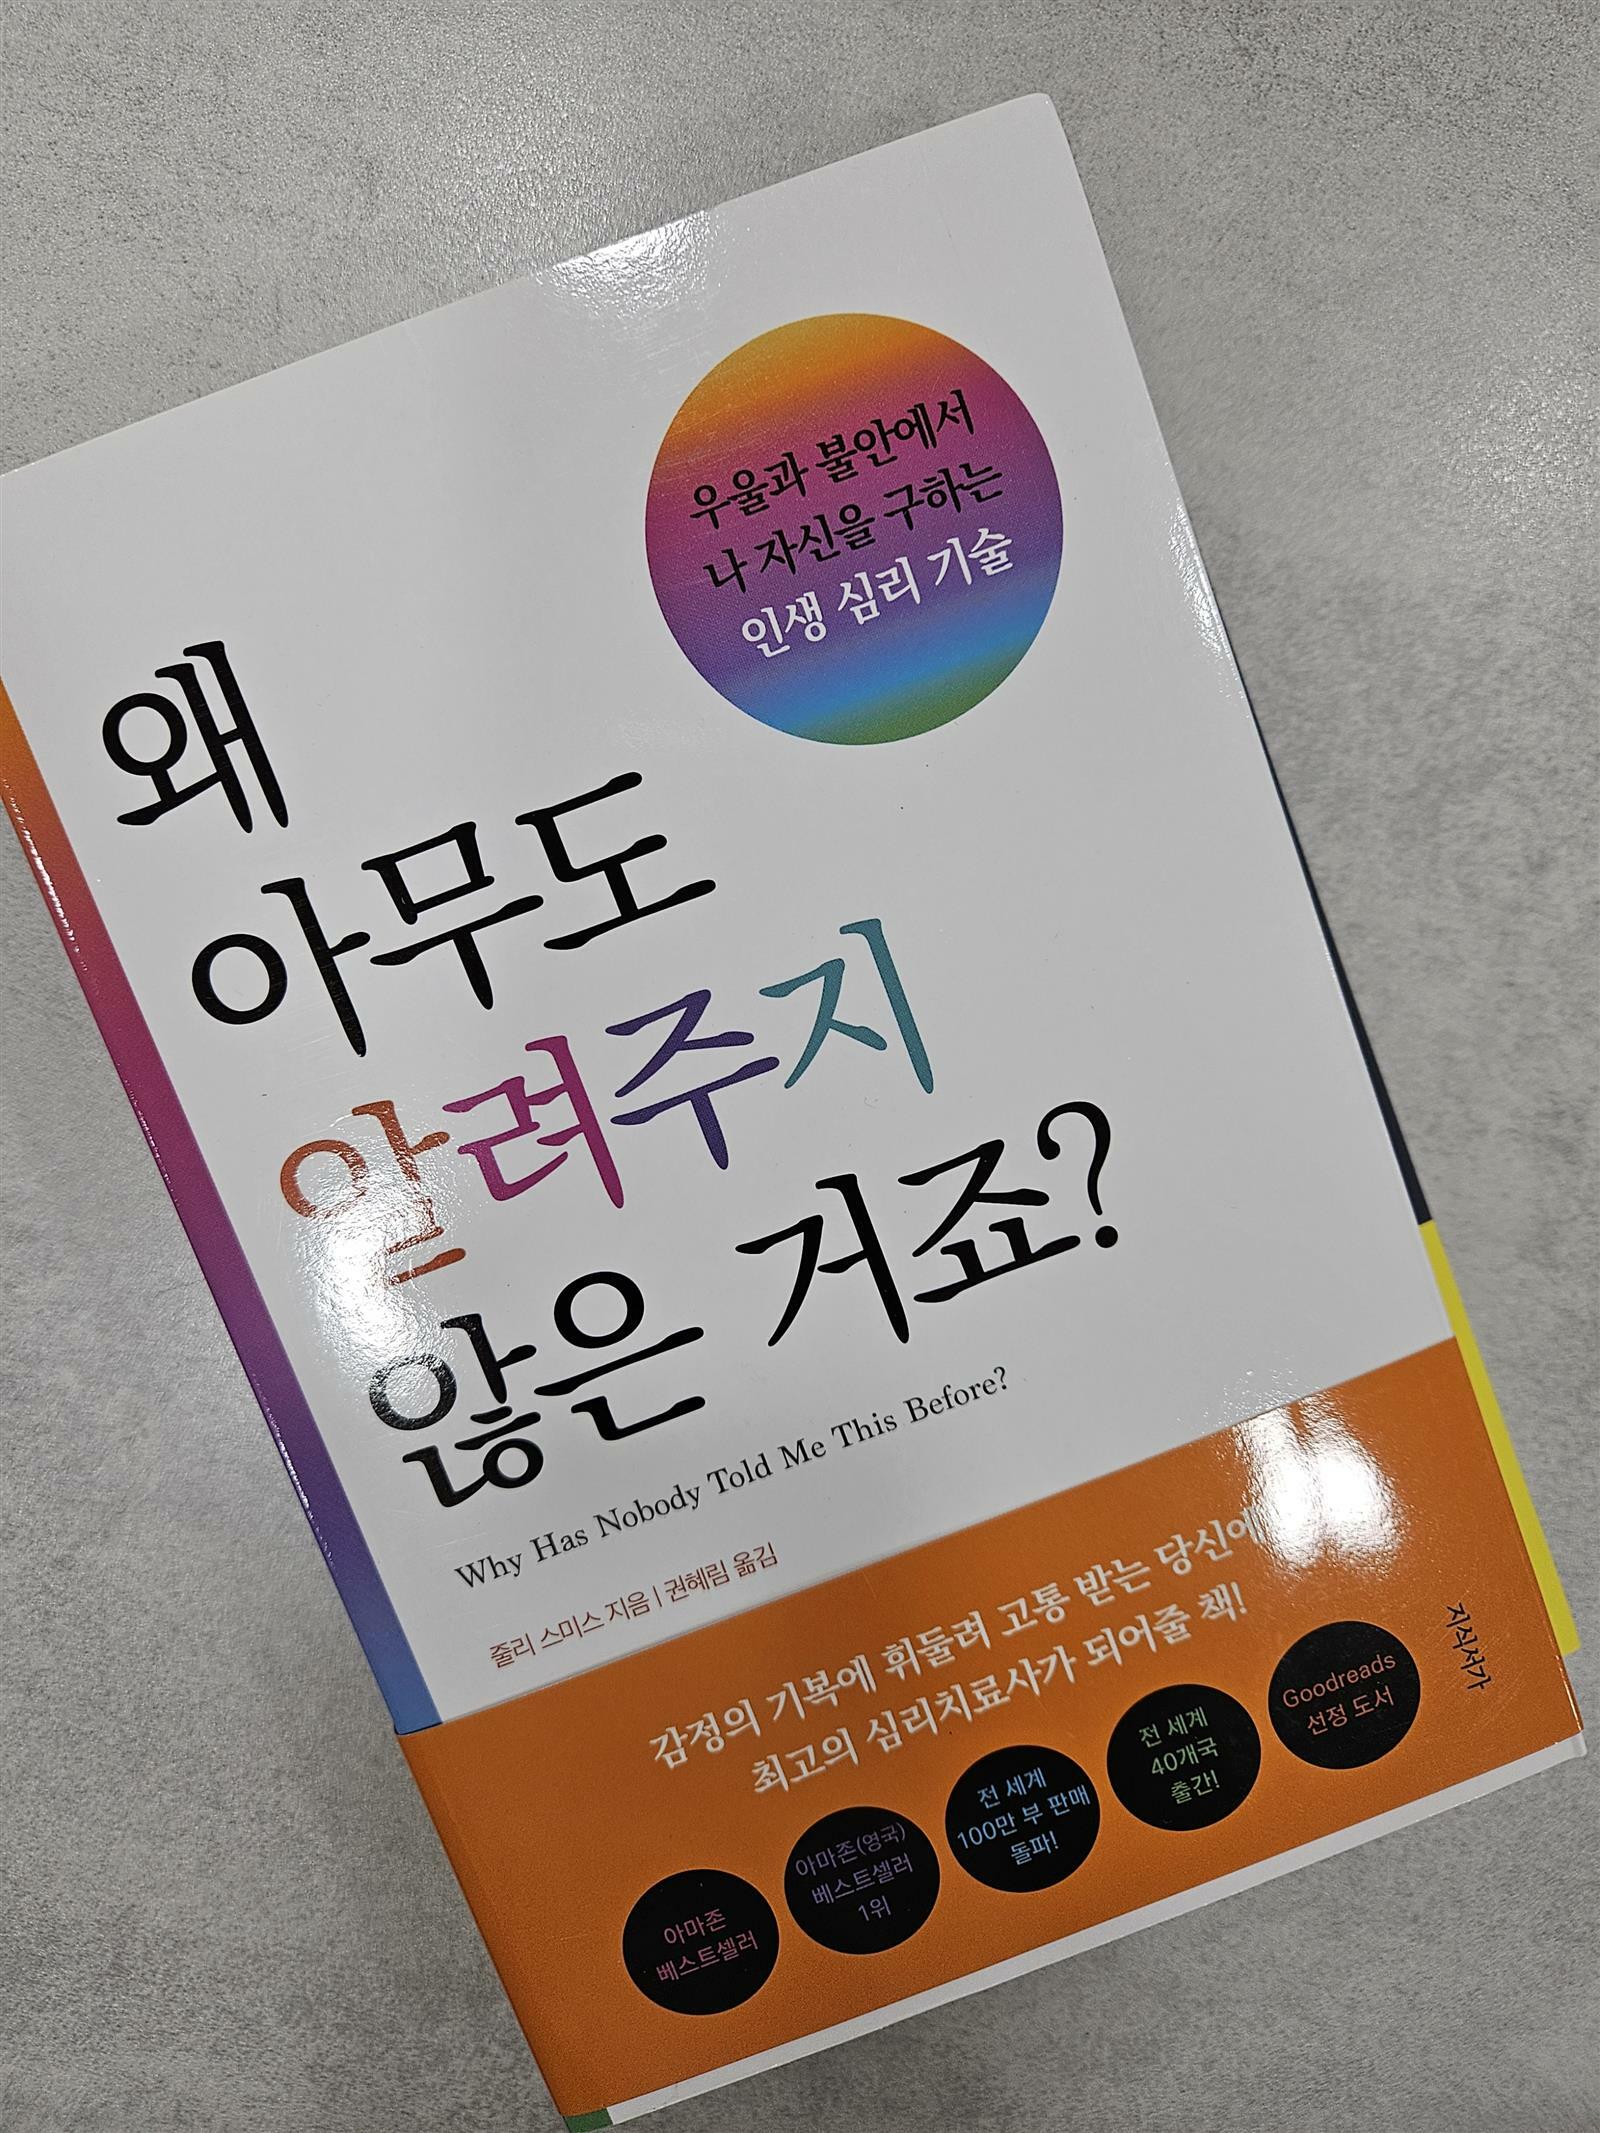 우울과 불안에서
나 자신을 구하는
인생 심리 기술
왜
아무도
알려주지
않은 거죠?
Why Has Nobody Told Me This Before?
줄리 스미스 지음 | 권혜림 옮김
감정의 기복에 휘둘려 고통 받는 당신에
최고의 심리치료사가 되어줄 책!
지식서가
아마존
베스트셀러
아마존(영국)
베스트셀러
1위
전 세계
100만 부 판매
돌파!
전 세계
40개국
출간!
Goodreads
선정 도서